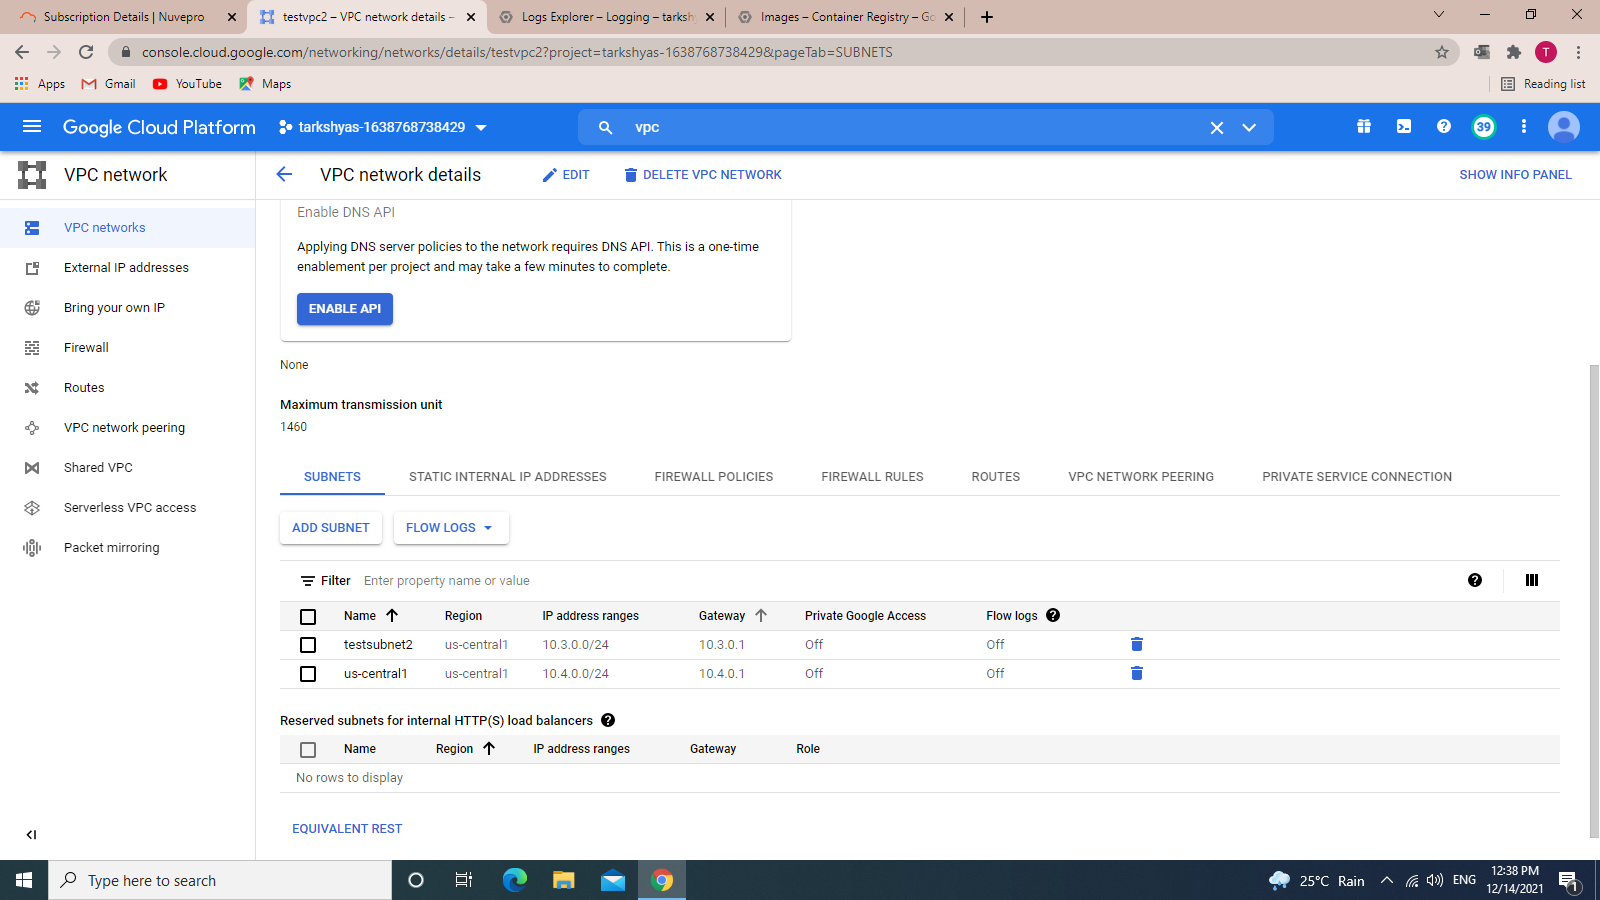 Subscription Details | Nuvepro
testvpc2 – VPC network details –
Logs Explorer – Logging – tarksh
Images – Container Registry – Go
console.cloud.google.com/networking/networks/details/testvpc2?project=tarkshyas-1638768738429&pageTab=SUBNETS
T
Apps
Gmail
YouTube
Maps
Reading list
Google Cloud Platform
tarkshyas-1638768738429
vpc
39
VPC network
VPC network details
EDIT
DELETE VPC NETWORK
SHOW INFO PANEL
VPC networks
External IP addresses
Bring your own IP
Firewall
Routes
VPC network peering
Shared VPC
Serverless VPC access
Packet mirroring
Enable DNS API
Applying DNS server policies to the network requires DNS API. This is a one-time
enablement per project and may take a few minutes to complete.
ENABLE API
None
Maximum transmission unit
1460
SUBNETS STATIC INTERNAL IP ADDRESSES FIREWALL POLICIES FIREWALL RULES ROUTES VPC NETWORK PEERING PRIVATE SERVICE CONNECTION
ADD SUBNET FLOW LOGS
Filter Enter property name or value
Name Region IP address ranges Gateway Private Google Access Flow logs
testsubnet2 us-central1 10.3.0.0/24 10.3.0.1 Off Off
us-central1 us-central1 10.4.0.0/24 10.4.0.1 Off Off
Reserved subnets for internal HTTP(S) load balancers
Name Region IP address ranges Gateway Role
No rows to display
EQUIVALENT REST
Type here to search
25°C Rain
ENG
12:38 PM
12/14/2021
1